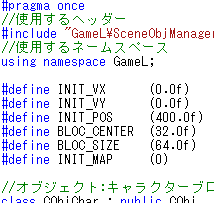 #pragma once
//使用するヘッダー
#include "GameL¥SceneObjManager
//使用するネームスペース
using namespace GameL;
#define INIT_VX (0.0f)
#define INIT_VY (0.0f)
#define INIT_POS (400.0f)
#define BLOC_CENTER (32.0f)
#define BLOC_SIZE (64.0f)
#define INIT_MAP (0)
//オブジェクト:キャラクターブロ
class CObjChar : public CObj